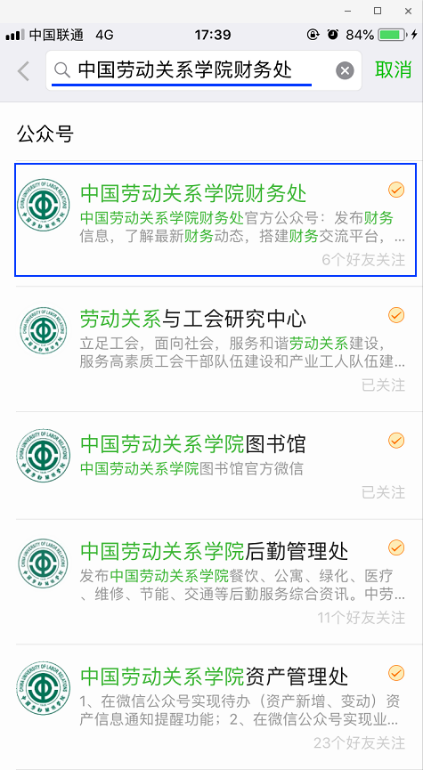 中国联通 4G 17:39 84%
中国劳动关系学院财务处 取消
公众号
中国劳动关系学院财务处
中国劳动关系学院财务处官方公众号：发布财务
信息，了解最新财务动态，搭建财务交流平台，...
6个好友关注
劳动关系与工会研究中心
立足工会，面向社会，服务和谐劳动关系建设，
服务高素质工会干部队伍建设和产业工人队伍建...
已关注
中国劳动关系学院图书馆
中国劳动关系学院图书馆官方微信
已关注
中国劳动关系学院后勤管理处
发布中国劳动关系学院餐饮、公寓、绿化、医疗
、维修、节能、交通等后勤服务综合资讯。中劳...
11个好友关注
中国劳动关系学院资产管理处
1、在微信公众号实现待办（资产新增、变动）资
产信息通知提醒功能；2、在微信公众号实现业...
23个好友关注